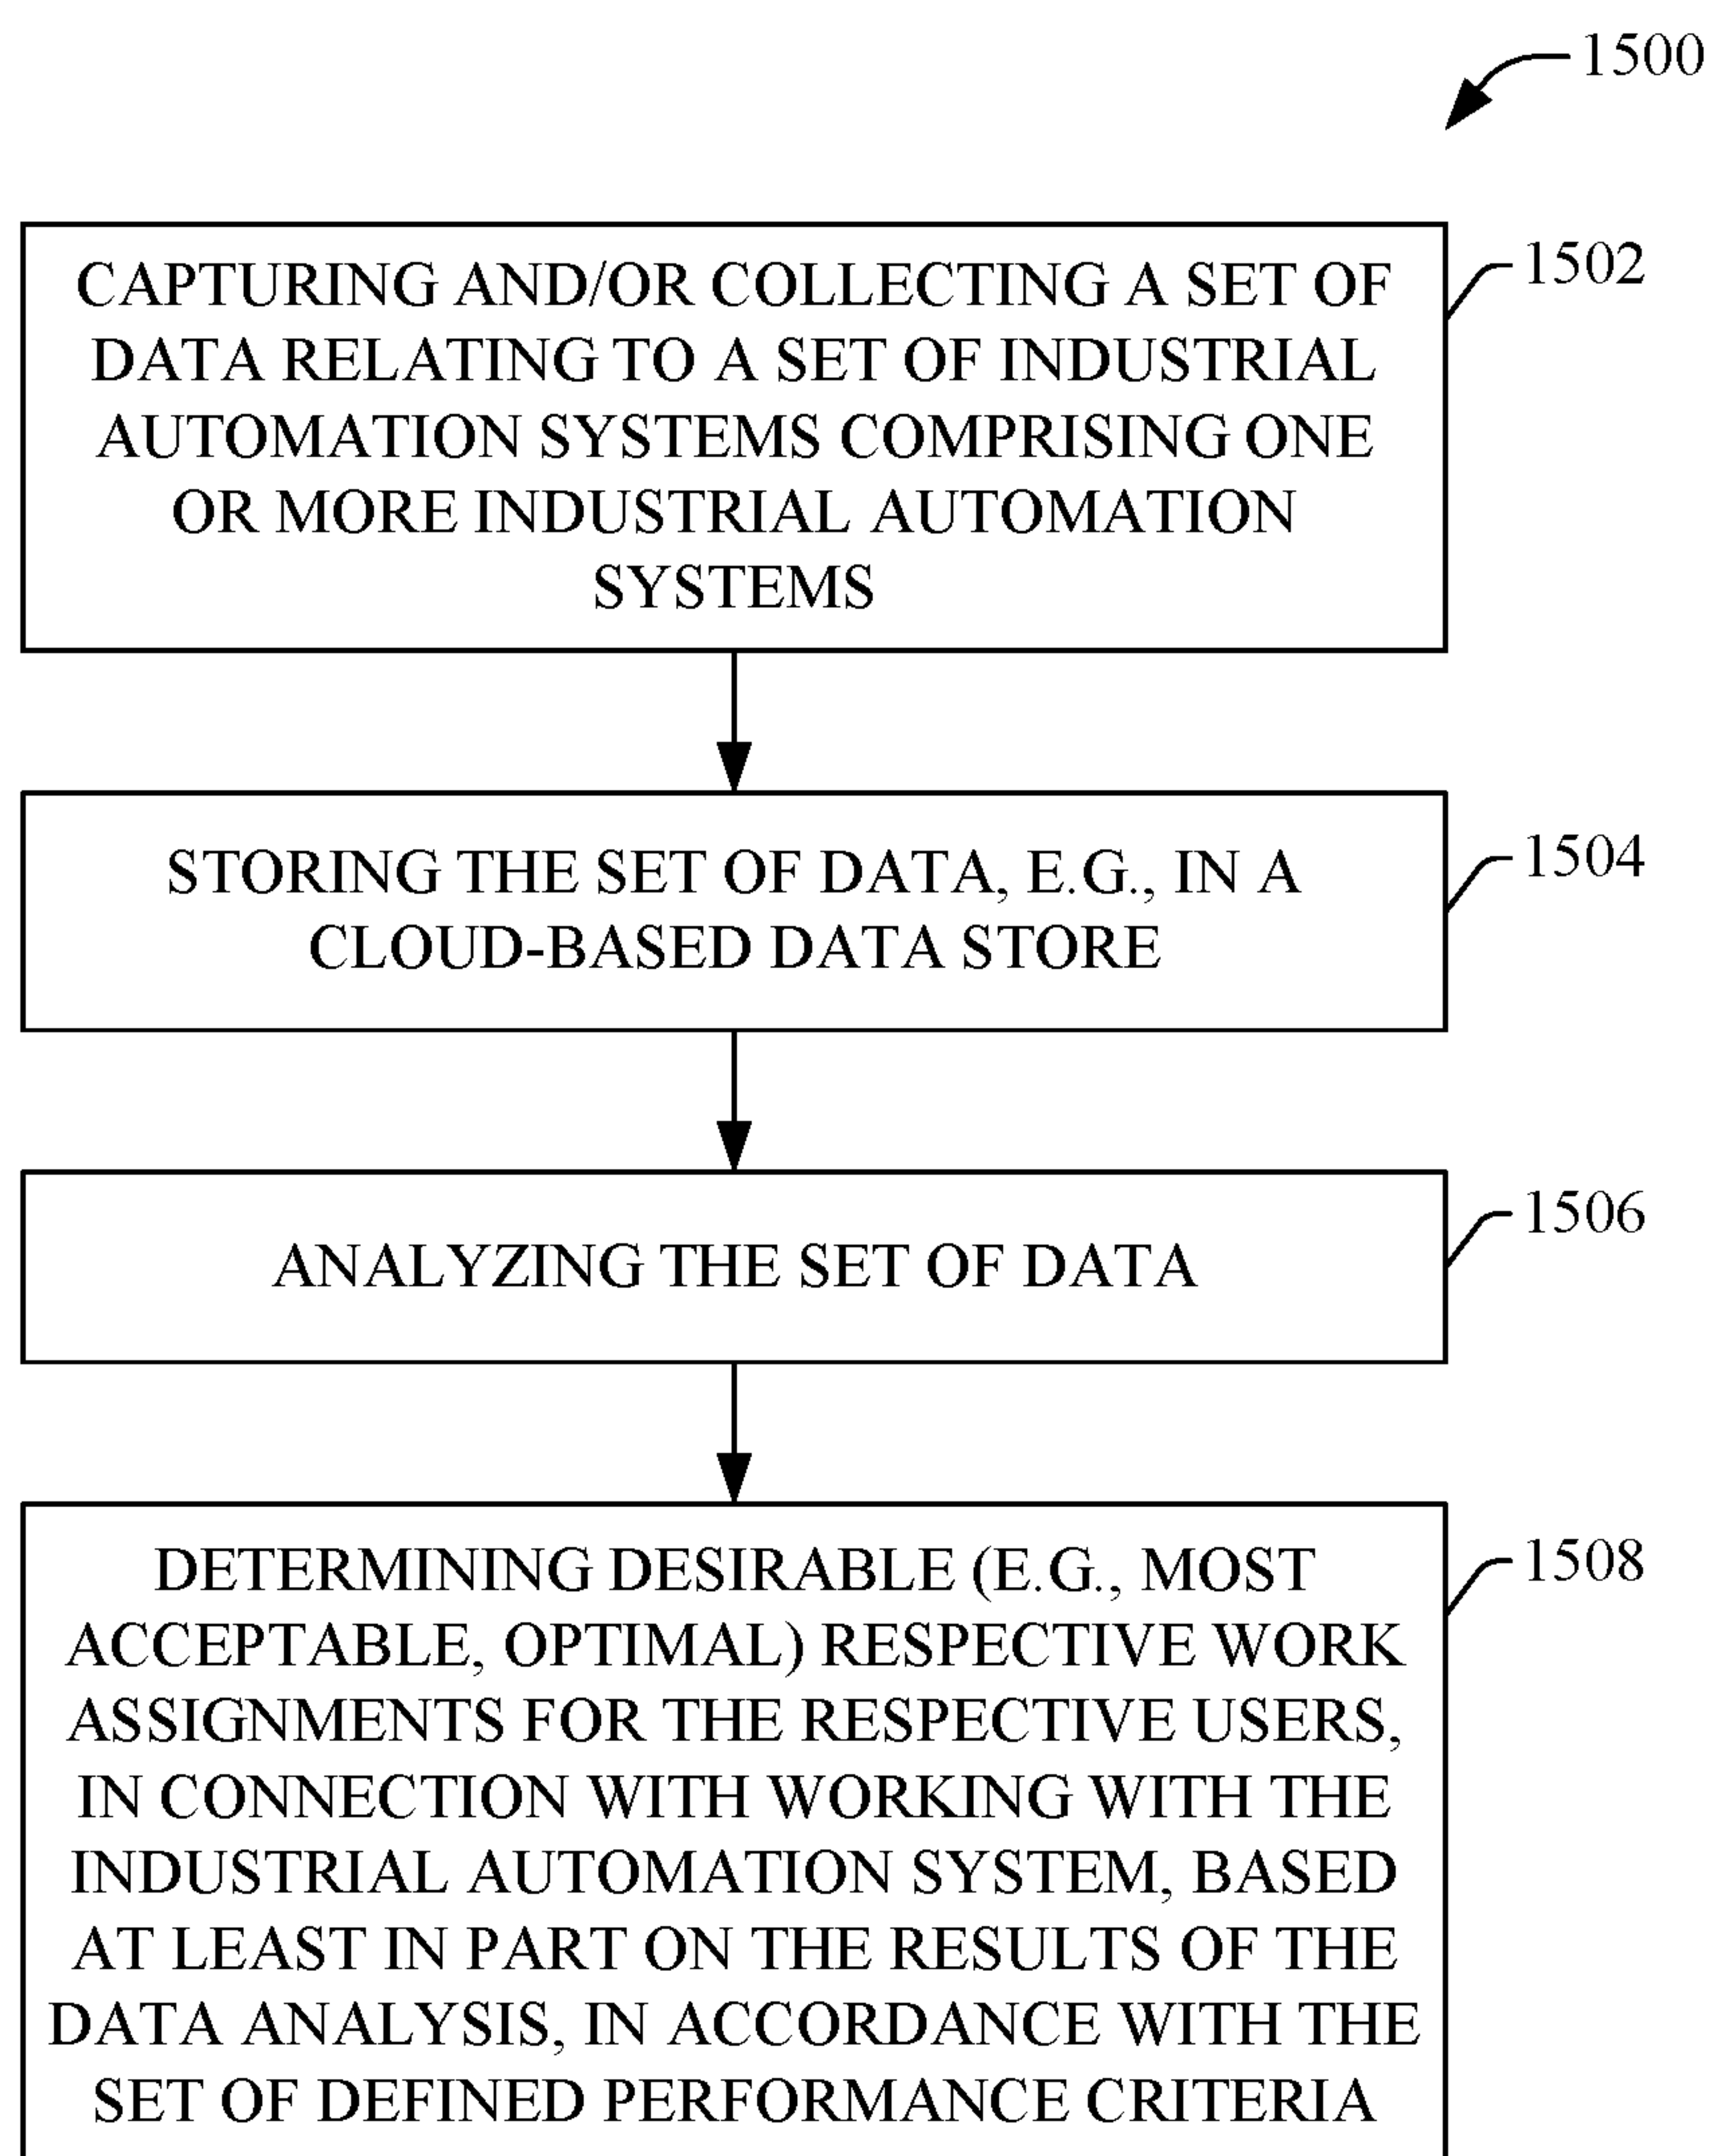 1500
CAPTURING AND/OR COLLECTING A SET OF
DATA RELATING TO A SET OF INDUSTRIAL
AUTOMATION SYSTEMS COMPRISING ONE
OR MORE INDUSTRIAL AUTOMATION
SYSTEMS
1502
STORING THE SET OF DATA, E.G., IN A
CLOUD-BASED DATA STORE
1504
ANALYZING THE SET OF DATA
1506
DETERMINING DESIRABLE (E.G., MOST
ACCEPTABLE, OPTIMAL) RESPECTIVE WORK
ASSIGNMENTS FOR THE RESPECTIVE USERS,
IN CONNECTION WITH WORKING WITH THE
INDUSTRIAL AUTOMATION SYSTEM, BASED
AT LEAST IN PART ON THE RESULTS OF THE
DATA ANALYSIS, IN ACCORDANCE WITH THE
SET OF DEFINED PERFORMANCE CRITERIA
1508